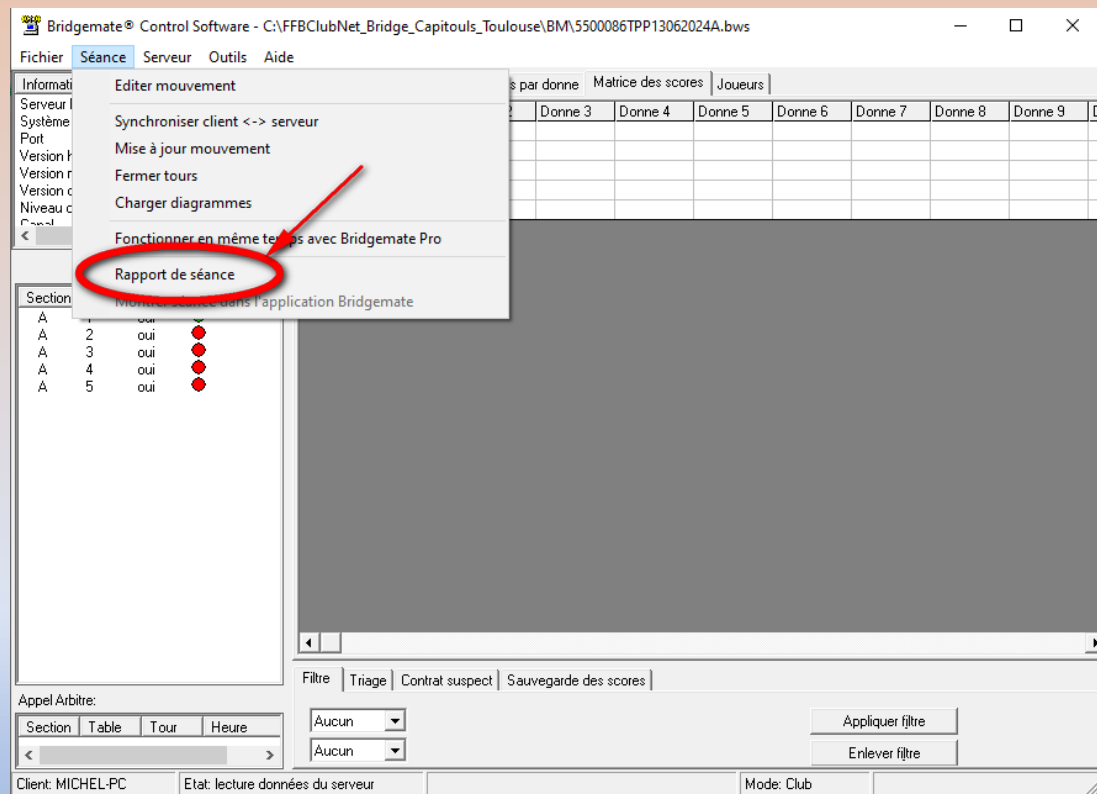 Bridgemate® Control Software - C:\FFBClubNet_Bridge_Capitouls_Toulouse\BM\5500086TPP13062024A.bws
Fichier Séance Serveur Outils Aide
Informati
s par donne Matrice des scores Joueurs
Serveur
Système
Port
Version
Version
Version
Niveau
Canal
Editer mouvement
Synchroniser client <-> serveur
Mise à jour mouvement
Fermer tours
Charger diagrammes
Fonctionner en même temps avec Bridgemate Pro
Rapport de séance
Montrer séance dans l'application Bridgemate
2 Donne 3 Donne 4 Donne 5 Donne 6 Donne 7 Donne 8 Donne 9
Section
A 1 oui
A 2 oui
A 3 oui
A 4 oui
A 5 oui
Filtre Triage Contrat suspect Sauvegarde des scores
Appel Arbitre:
Section Table Tour Heure
Aucun
Aucun
Appliquer filtre
Enlever filtre
Client: MICHEL-PC Etat: lecture données du serveur Mode: Club